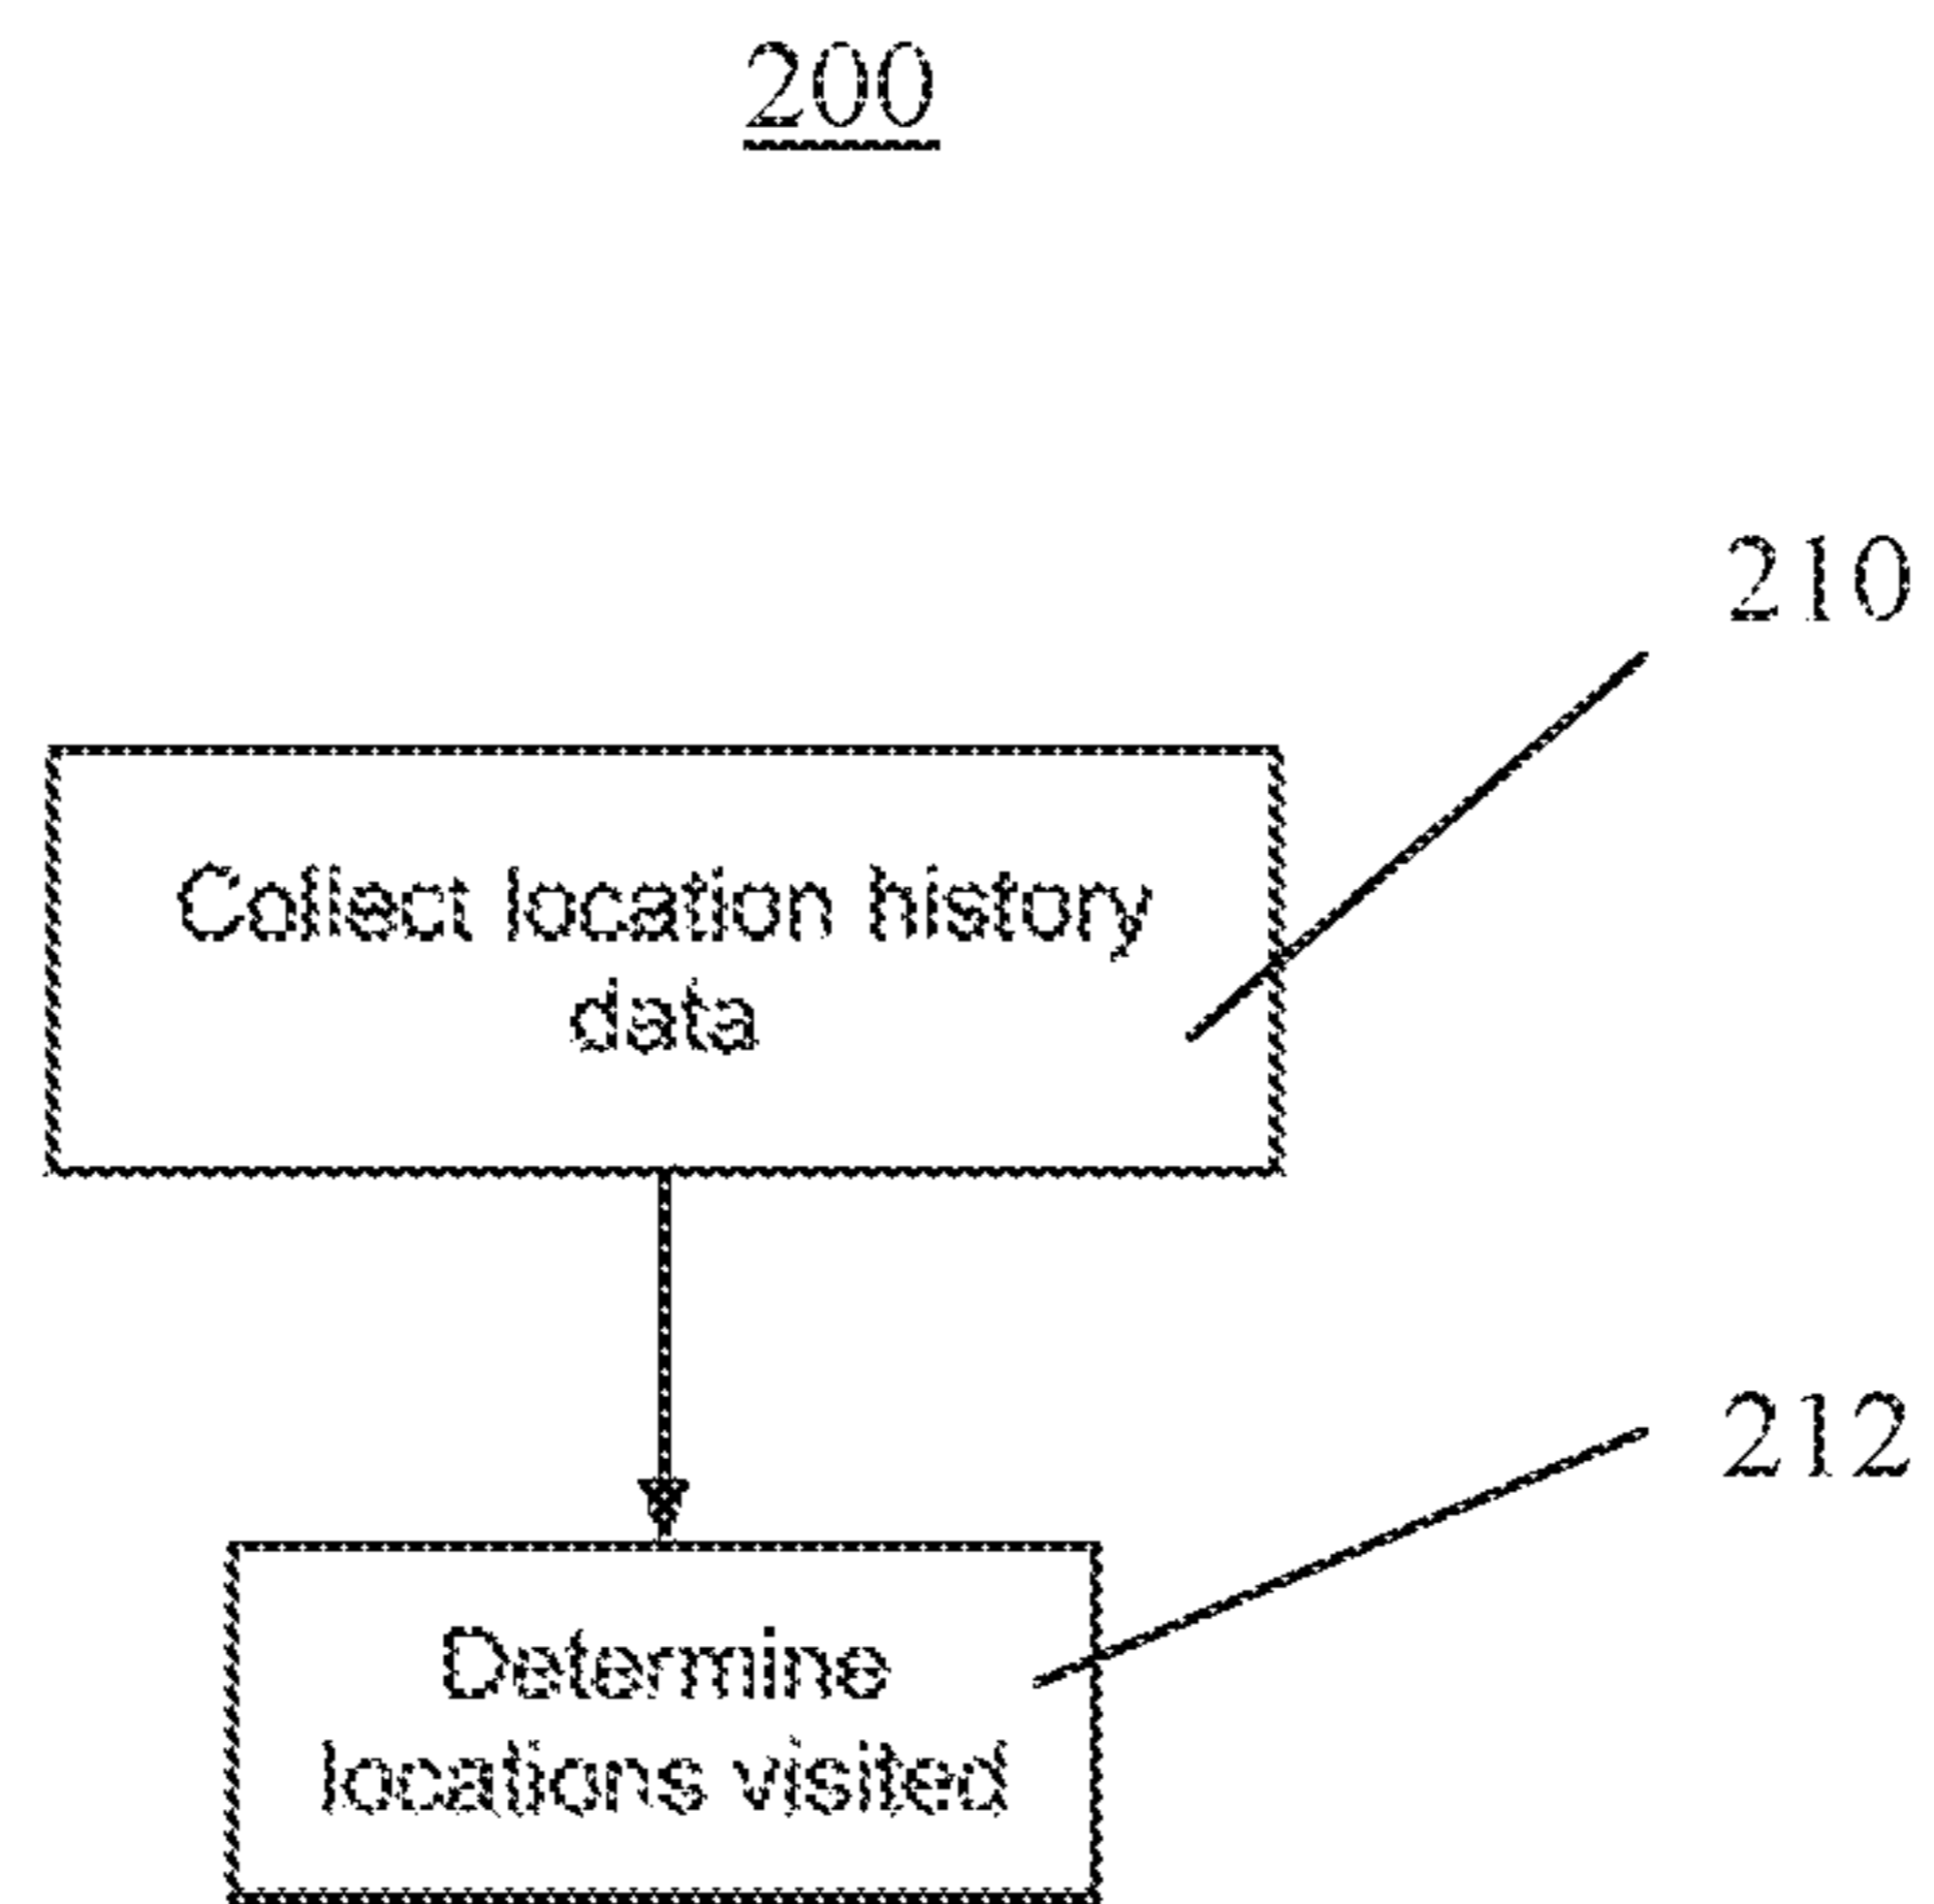 200
210
Collect location history
data
212
Determine
locations visited